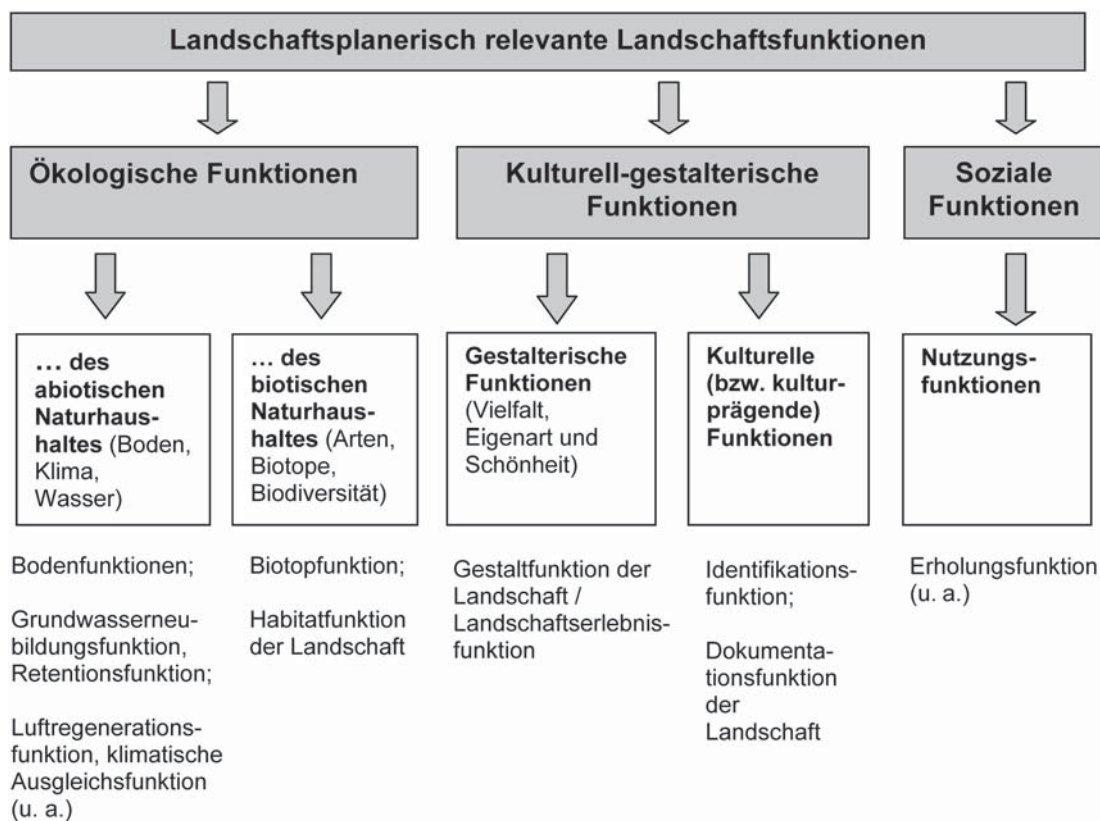 Landschaftsplanerisch relevante Landschaftsfunktionen
Ökologische Funktionen
Kulturell-gestalterische
Funktionen
Soziale
Funktionen
… des
abiotischen
Naturhaus-
haltes (Boden,
Klima,
Wasser)
… des
biotischen
Naturhaus-
haltes (Arten,
Biotope,
Biodiversität)
Gestalterische
Funktionen
(Vielfalt,
Eigenart und
Schönheit)
Kulturelle
(bzw. kultur-
prägende)
Funktionen
Nutzungs-
funktionen
Bodenfunktionen;
Grundwasserneu-
bildungsfunktion,
Retentionsfunktion;
Luftregenerations-
funktion, klimatische
Ausgleichsfunktion
(u. a.)
Biotopfunktion;
Habitatfunktion
der Landschaft
Gestaltfunktion der
Landschaft /
Landschaftserlebnis-
funktion
Identifikations-
funktion;
Dokumenta-
tionsfunktion
der
Landschaft
Erholungsfunktion
(u. a.)